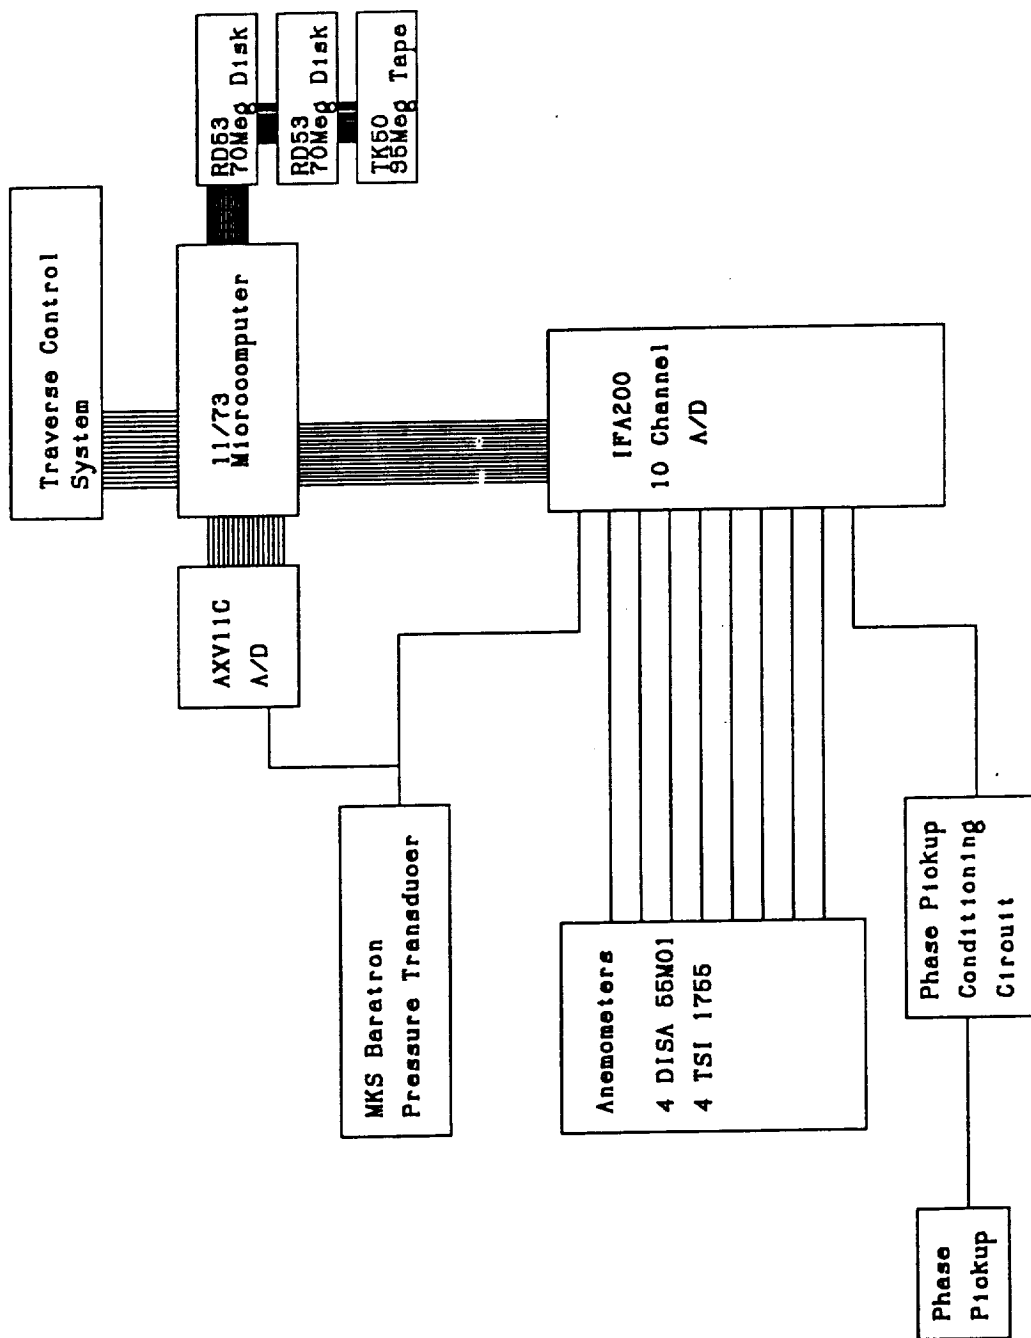 Traverse Control
System
RD53
70Meg Disk
RD53
70Meg Disk
TK50
95Meg Tape
11/73
Microcomputer
AXV11C
A/D
MKS Baratron
Pressure Transducer
IFA200
10 Channel
A/D
Anemometers
4 DISA 55M01
4 TSI 1755
Phase Pickup
Conditioning
Circuit
Phase
Pickup